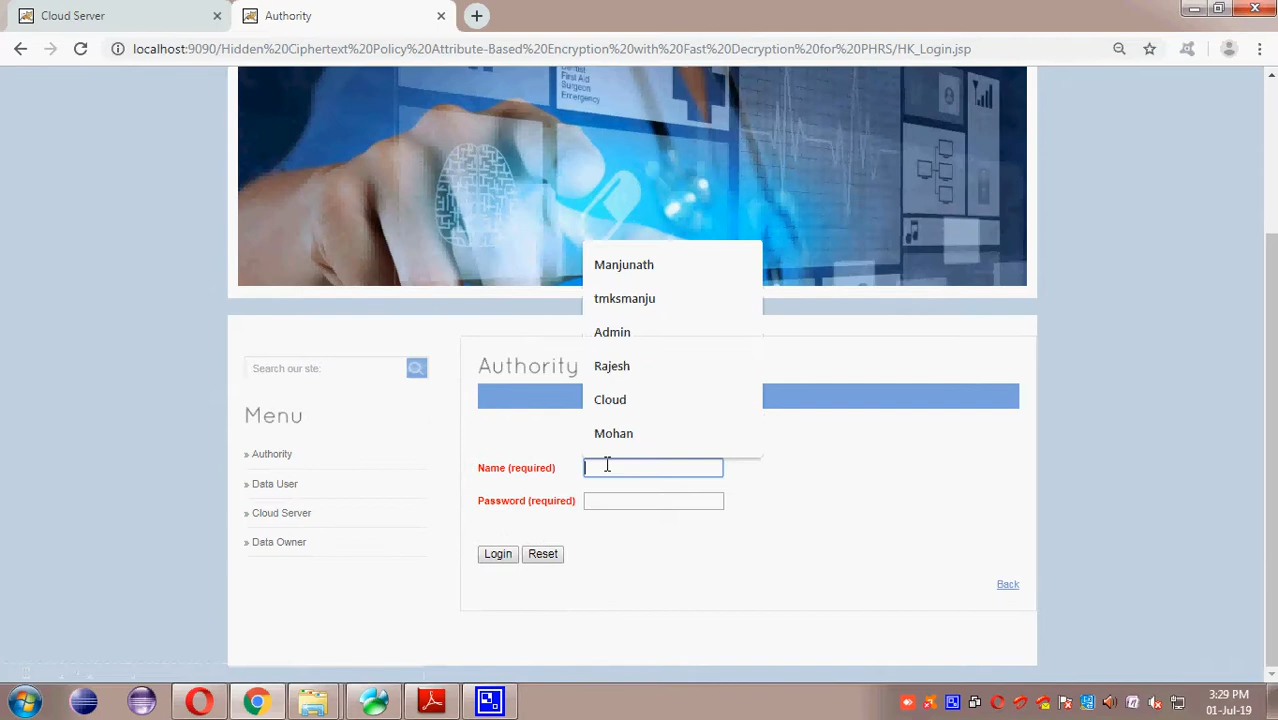 Cloud Server
Authority
localhost:9090/Hidden%20Ciphertext%20Policy%20Attribute-Based%20Encryption%20with%20Fast%20Decryption%20for%20PHRS/HK_Login.jsp
First Aid
Surgeon
Emergency
Manjunath
tmksmanju
Admin
Rajesh
Cloud
Mohan
Search our site:
Menu
» Authority
» Data User
» Cloud Server
» Data Owner
Authority
Name (required)
Password (required)
Login Reset
Back
3:29 PM
01-Jul-19